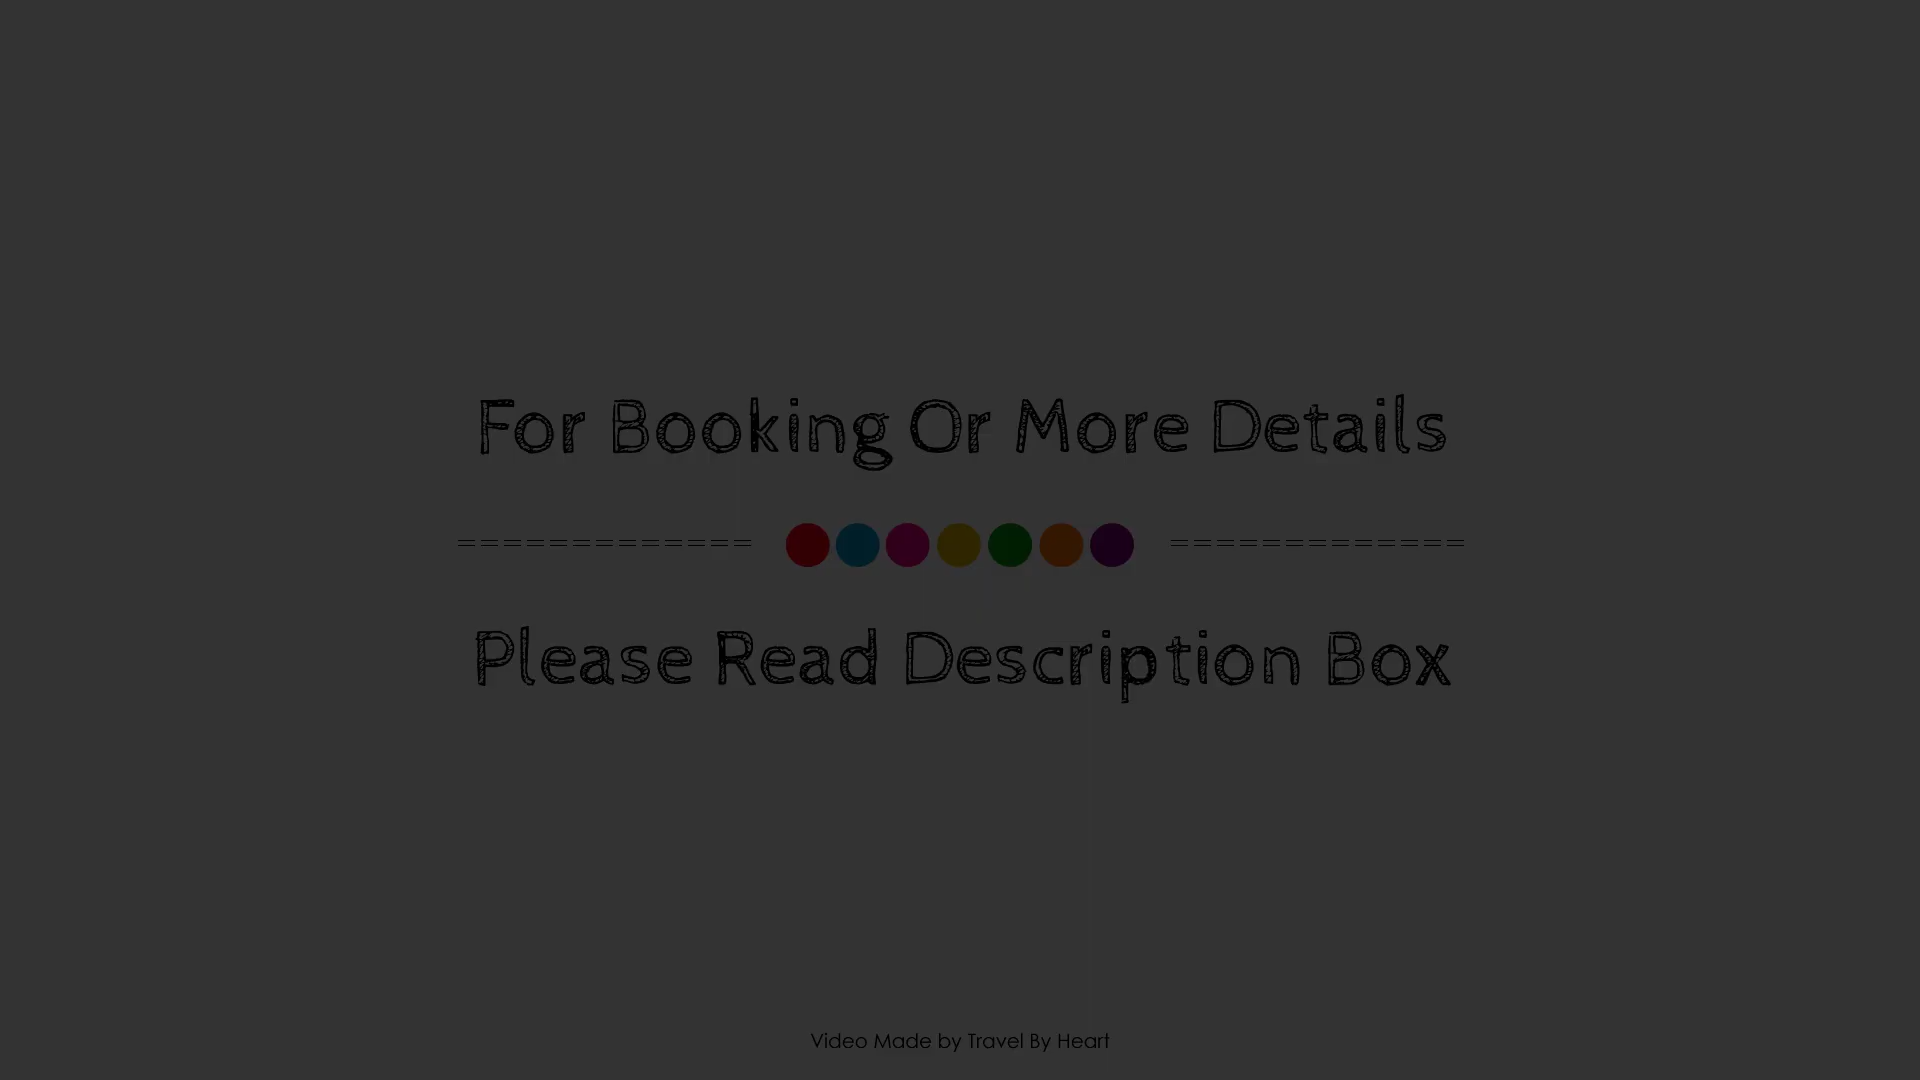 For Booking Or More Details
============= =============
Please Read Description Box
Video Made by Travel By Heart